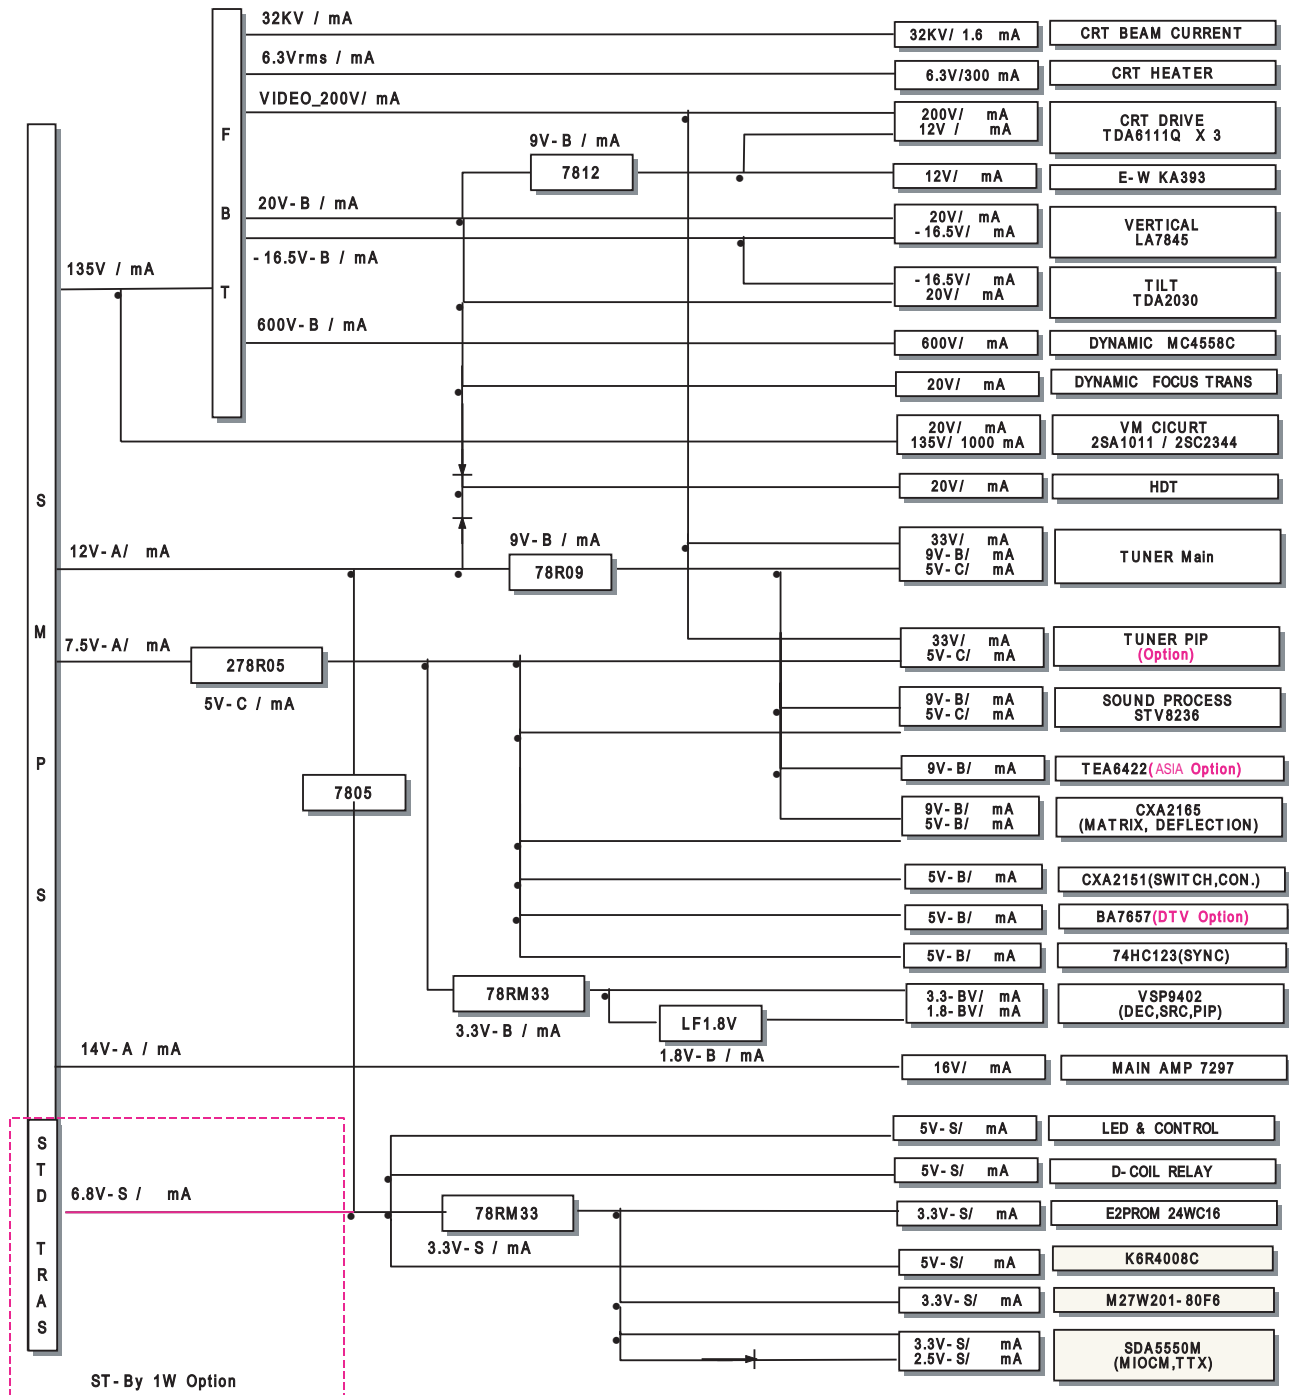 32KV / mA
32KV/ 1.6 mA
CRT BEAM CURRENT
6.3Vrms / mA
6.3V/300 mA
CRT HEATER
VIDEO_200V/ mA
200V/ mA
12V / mA
CRT DRIVE
TDA6111Q X 3
F
B
T
9V-B / mA
7812
12V/ mA
E-W KA393
20V-B / mA
20V/ mA
-16.5V/ mA
VERTICAL
LA7845
-16.5V-B / mA
135V / mA
-16.5V/ mA
20V/ mA
TILT
TDA2030
600V-B / mA
600V/ mA
DYNAMIC MC4558C
20V/ mA
DYNAMIC FOCUS TRANS
20V/ mA
135V/ 1000 mA
VM CICURT
2SA1011 / 2SC2344
20V/ mA
HDT
S
M
P
S
12V-A/ mA
9V-B / mA
78R09
33V/ mA
9V-B/ mA
5V-C/ mA
TUNER Main
7.5V-A/ mA
278R05
5V-C / mA
33V/ mA
5V-C/ mA
TUNER PIP
(Option)
9V-B/ mA
5V-C/ mA
SOUND PROCESS
STV8236
7805
9V-B/ mA
TEA6422(ASIA Option)
9V-B/ mA
5V-B/ mA
CXA2165
(MATRIX, DEFLECTION)
5V-B/ mA
CXA2151(SWITCH,CON.)
5V-B/ mA
BA7657(DTV Option)
5V-B/ mA
74HC123(SYNC)
78RM33
3.3V-B / mA
LF1.8V
1.8V-B / mA
3.3-BV/ mA
1.8-BV/ mA
VSP9402
(DEC,SRC,PIP)
14V-A / mA
16V/ mA
MAIN AMP 7297
S
T
D
T
R
A
S
5V-S/ mA
LED & CONTROL
5V-S/ mA
D-COIL RELAY
6.8V-S / mA
78RM33
3.3V-S / mA
3.3V-S/ mA
E2PROM 24WC16
5V-S/ mA
K6R4008C
3.3V-S/ mA
M27W201-80F6
3.3V-S/ mA
2.5V-S/ mA
SDA5550M
(MIOCM,TTX)
ST-By 1W Option